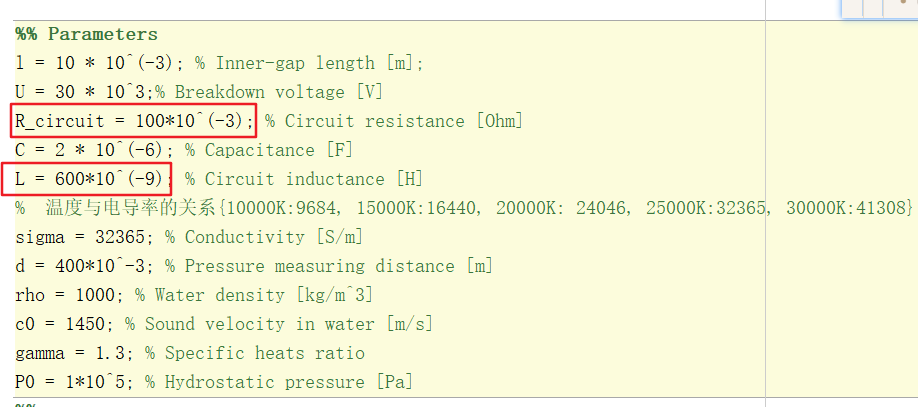 %% Parameters
l = 10 * 10^(-3); % Inner-gap length [m];
U = 30 * 10^3;% Breakdown voltage [V]
R_circuit = 100*10^(-3); % Circuit resistance [Ohm]
C = 2 * 10^(-6); % Capacitance [F]
L = 600*10^(-9); % Circuit inductance [H]
%  温度与电导率的关系{10000K:9684, 15000K:16440, 20000K: 24046, 25000K:32365, 30000K:41308}
sigma = 32365; % Conductivity [S/m]
d = 400*10^-3; % Pressure measuring distance [m]
rho = 1000; % Water density [kg/m^3]
c0 = 1450; % Sound velocity in water [m/s]
gamma = 1.3; % Specific heats ratio
P0 = 1*10^5; % Hydrostatic pressure [Pa]
%%